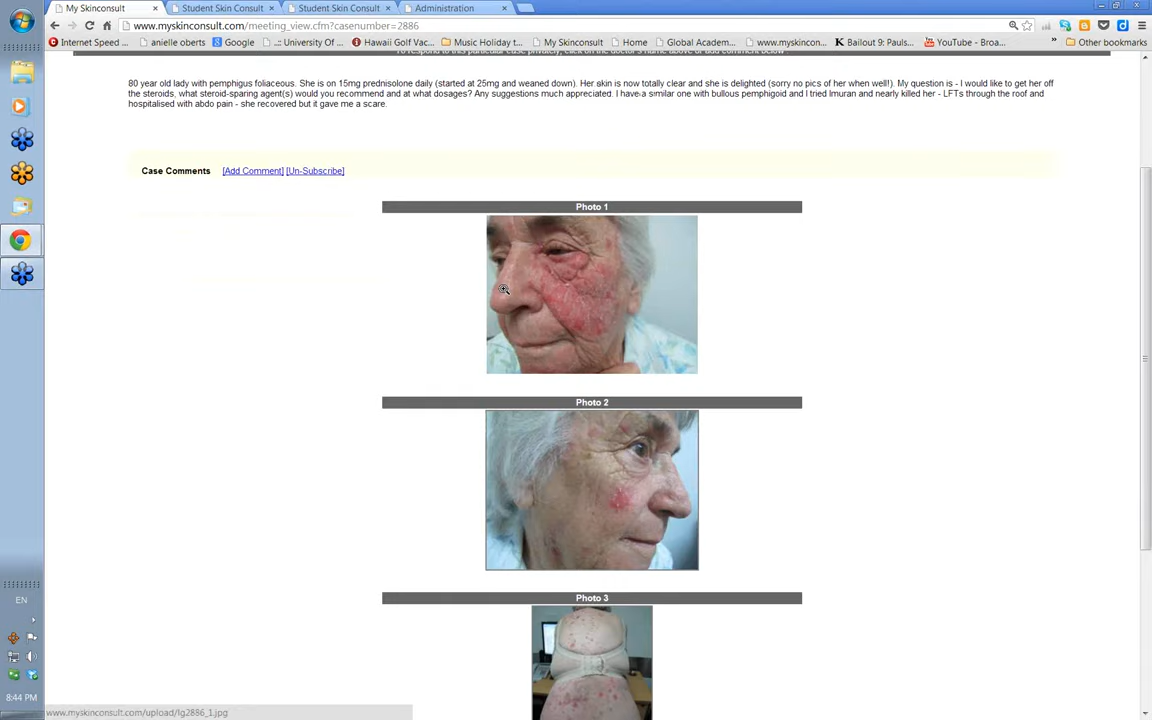 My Skinconsult
Student Skin Consult
Student Skin Consult
Administration
www.myskinconsult.com/meeting_view.cfm?casenumber=2886
Internet Speed ...
anielle oberts
Google
..:: University Of ...
Hawaii Golf Vac...
Music Holiday t...
My Skinconsult
Home
Global Academ...
www.myskincon...
Bailout 9: Pauls...
YouTube - Broa...
»
Other bookmarks
80 year old lady with pemphigus foliaceous. She is on 15mg prednisolone daily (started at 25mg and weaned down). Her skin is now totally clear and she is delighted (sorry no pics of her when well!). My question is - I would like to get her off
the steroids, what steroid-sparing agent(s) would you recommend and at what dosages? Any suggestions much appreciated. I have a similar one with bullous pemphigoid and I tried Imuran and nearly killed her - LFTs through the roof and
hospitalised with abdo pain - she recovered but it gave me a scare.
Case Comments [Add Comment] [Un-Subscribe]
Photo 1
Photo 2
Photo 3
EN
8:44 PM
www.myskinconsult.com/upload/lg2886_1.jpg